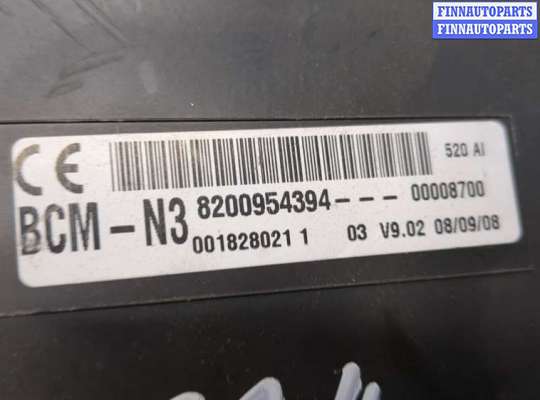 FINNAUTOPARTS
FINNAUTOPARTS
CE
520 AI
BCM-N3 8200954394--- 00008700
001828021 1 03 V9.02 08/09/08